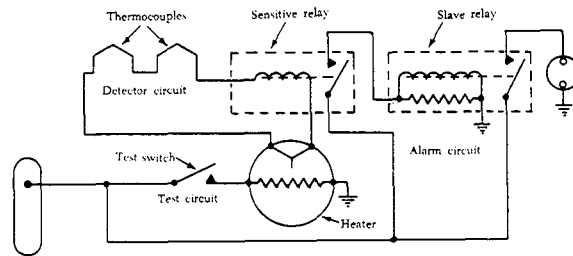 Thermocouples
Sensitive relay
Slave relay
Detector circuit
Alarm circuit
Test switch
Test circuit
Heater